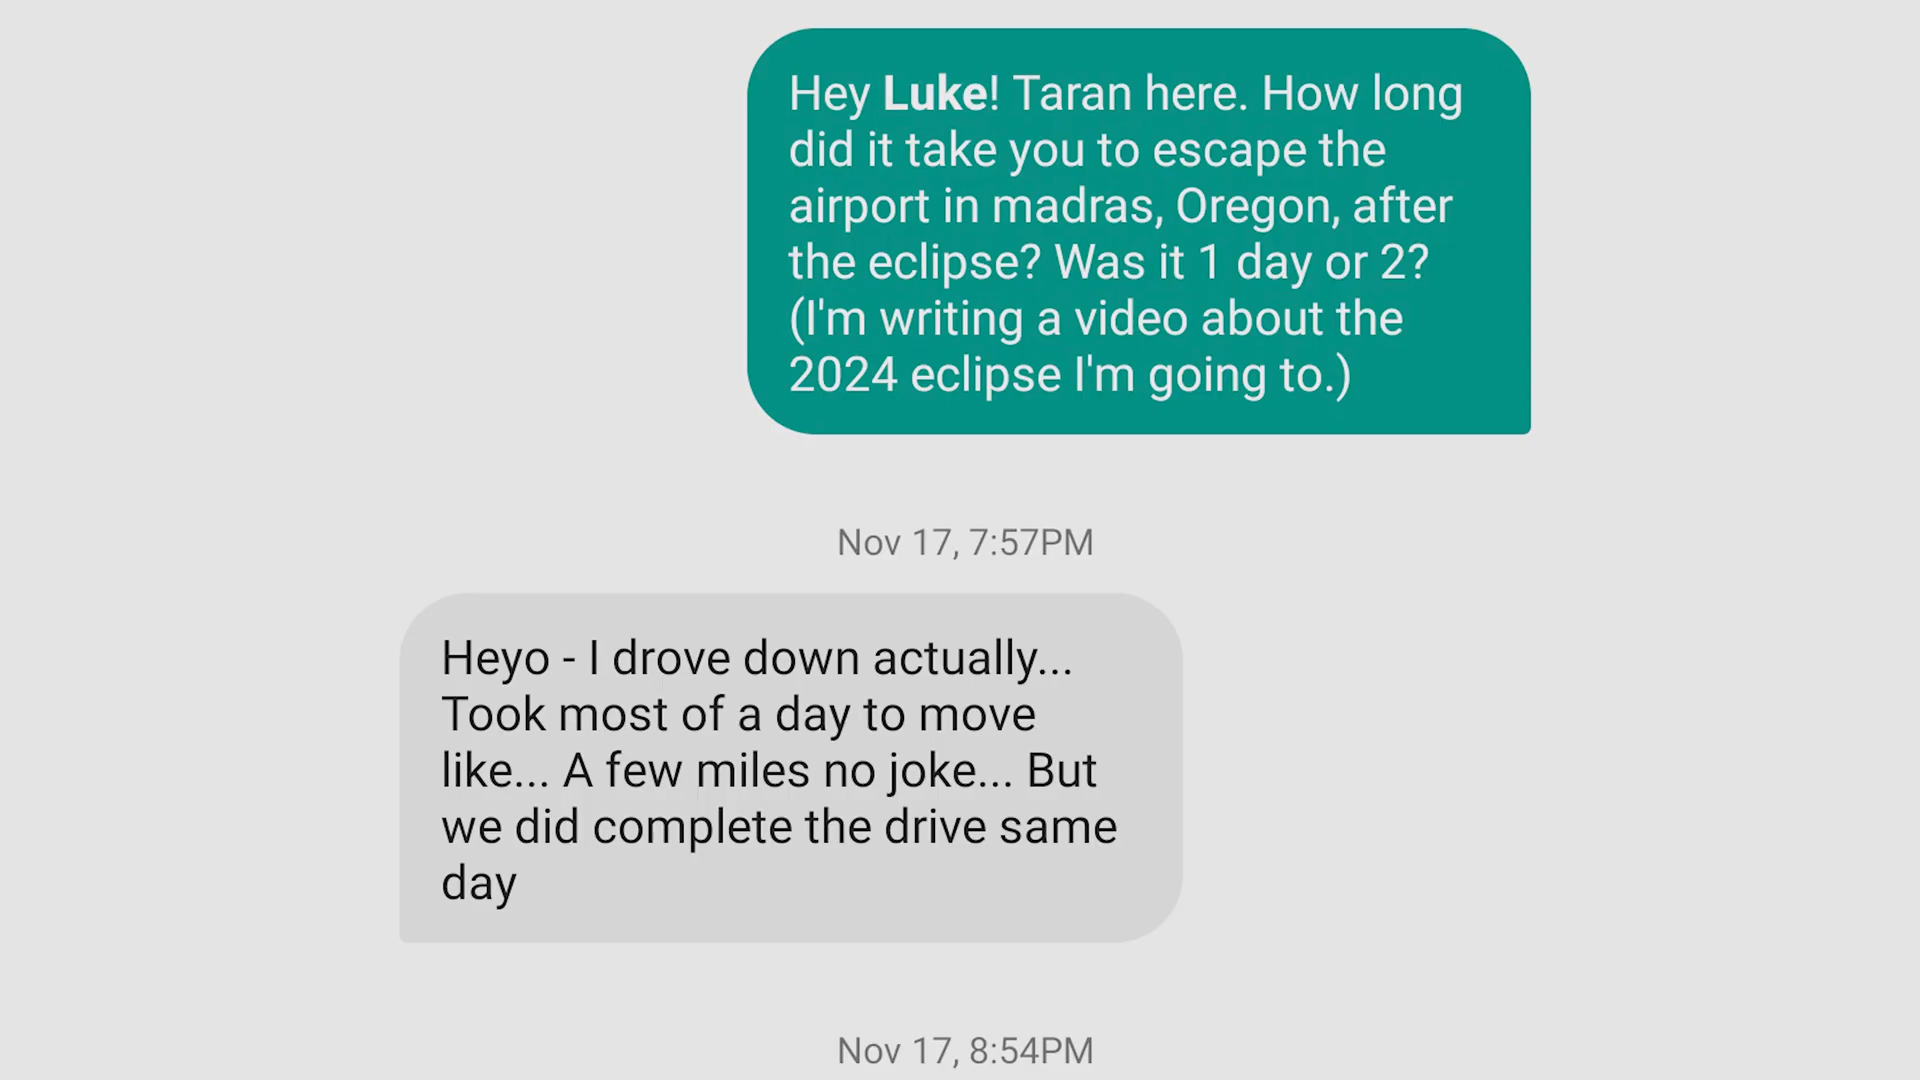 Hey Luke! Taran here. How long
did it take you to escape the
airport in madras, Oregon, after
the eclipse? Was it 1 day or 2?
(I'm writing a video about the
2024 eclipse I'm going to.)
Nov 17, 7:57PM
Heyo - I drove down actually...
Took most of a day to move
like... A few miles no joke... But
we did complete the drive same
day
Nov 17, 8:54PM